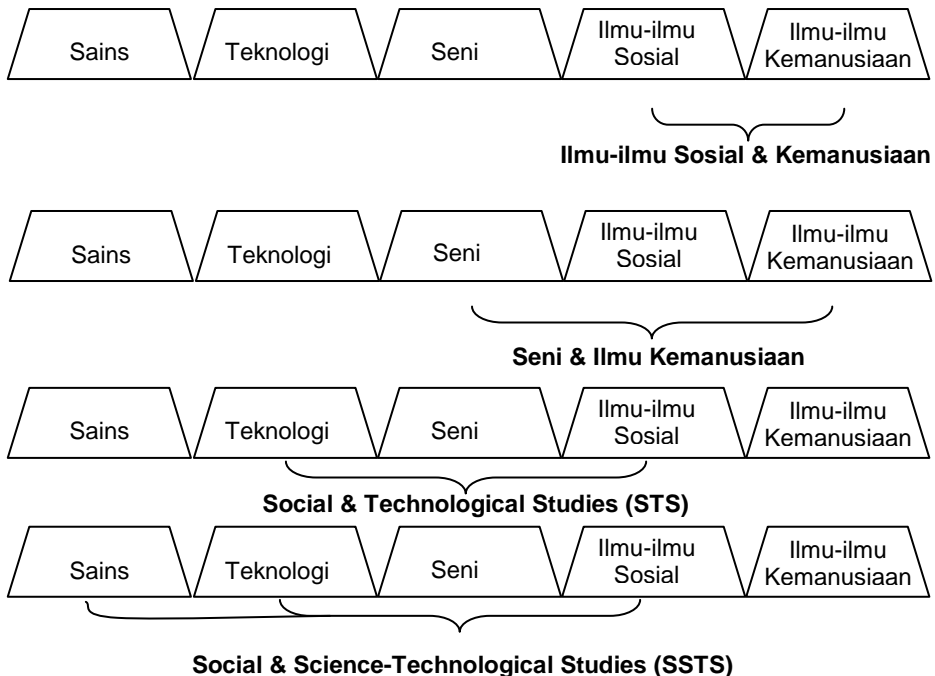 Sains Teknologi Seni Ilmu-ilmu Sosial Ilmu-ilmu Kemanusiaan
Ilmu-ilmu Sosial & Kemanusiaan
Sains Teknologi Seni Ilmu-ilmu Sosial Ilmu-ilmu Kemanusiaan
Seni & Ilmu Kemanusiaan
Sains Teknologi Seni Ilmu-ilmu Sosial Ilmu-ilmu Kemanusiaan
Social & Technological Studies (STS)
Sains Teknologi Seni Ilmu-ilmu Sosial Ilmu-ilmu Kemanusiaan
Social & Science-Technological Studies (SSTS)